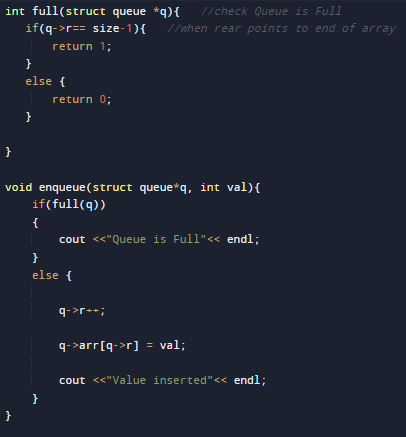 int full(struct queue *q){   //check Queue is Full
   if(q->r== size-1){   //when rear points to end of array
       return 1;
   }
   else {
       return 0;
   }

}

void enqueue(struct queue*q, int val){
    if(full(q))
    {
        cout <<"Queue is Full"<< endl;
    }
    else {

        q->r++;

        q->arr[q->r] = val;

        cout <<"Value inserted"<< endl;
    }
}